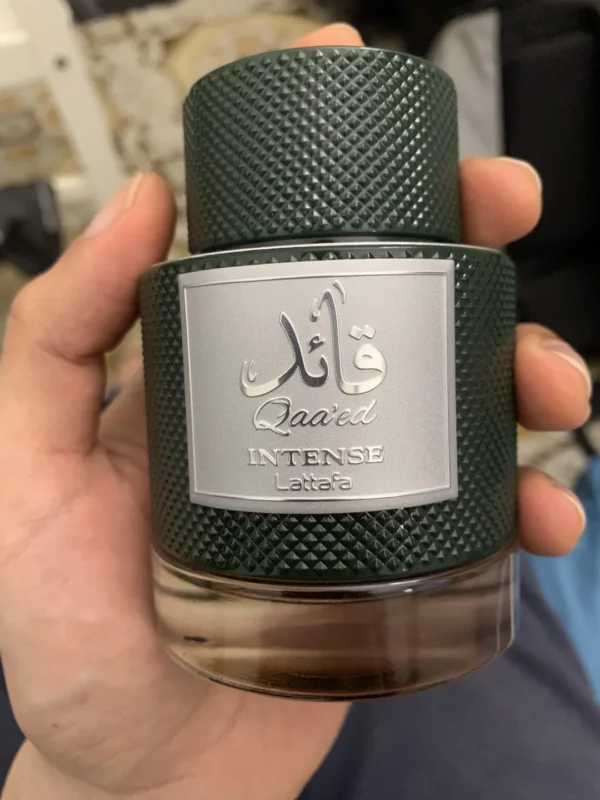 قائد
Qaa'ed
INTENSE
Lattafa